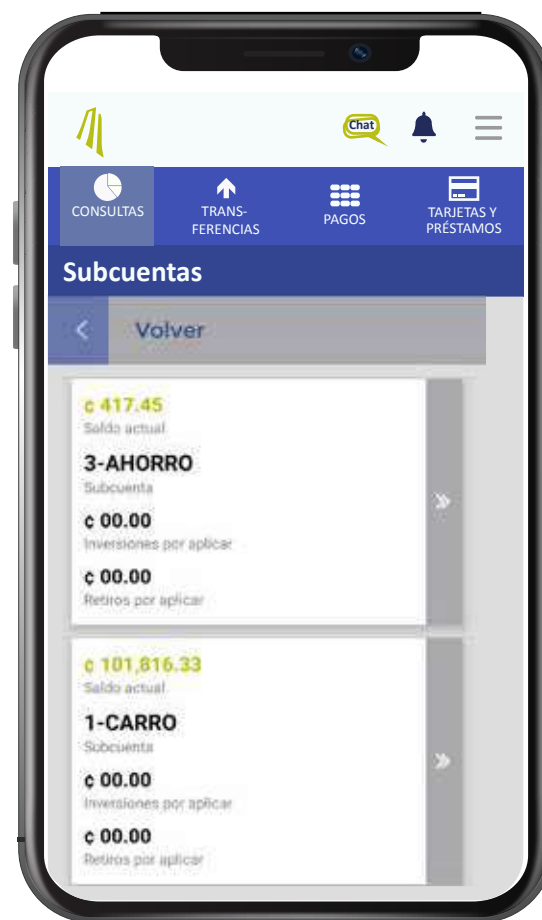 Chat
CONSULTAS
TRANS-
FERENCIAS
PAGOS
TARJETAS Y
PRÉSTAMOS
Subcuentas
Volver
¢ 417.45
Saldo actual
3-AHORRO
Subcuenta
¢ 00.00
Inversiones por aplicar
¢ 00.00
Retiros por aplicar
¢ 101,816.33
Saldo actual
1-CARRO
Subcuenta
¢ 00.00
Inversiones por aplicar
¢ 00.00
Retiros por aplicar